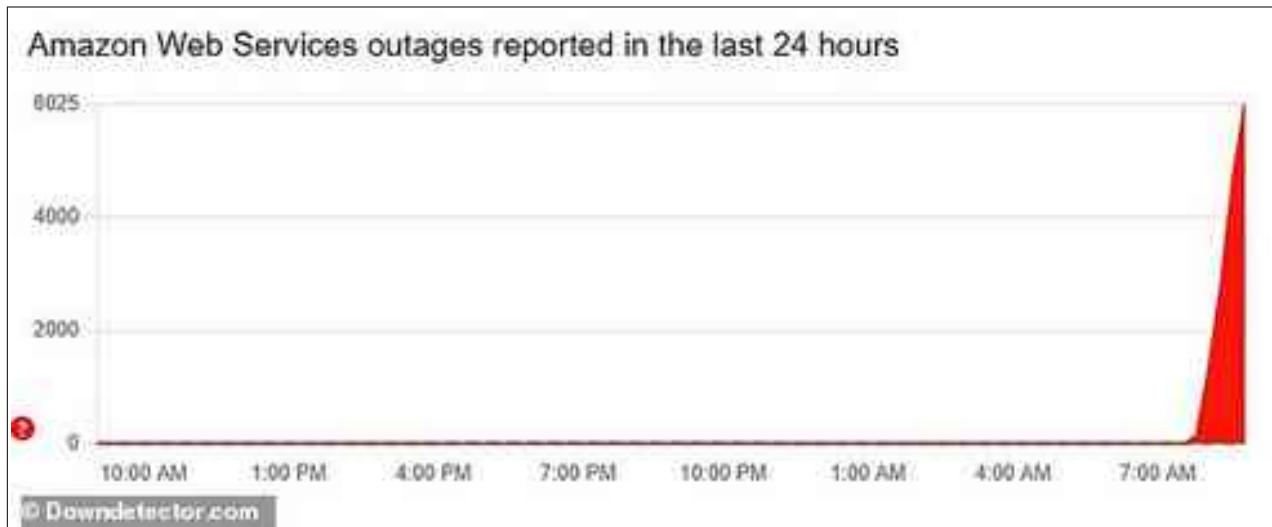 Amazon Web Services outages reported in the last 24 hours
6025
4000
2000
?
0
10:00 AM 1:00 PM 4:00 PM 7:00 PM 10:00 PM 1:00 AM 4:00 AM 7:00 AM
© Downdetector.com